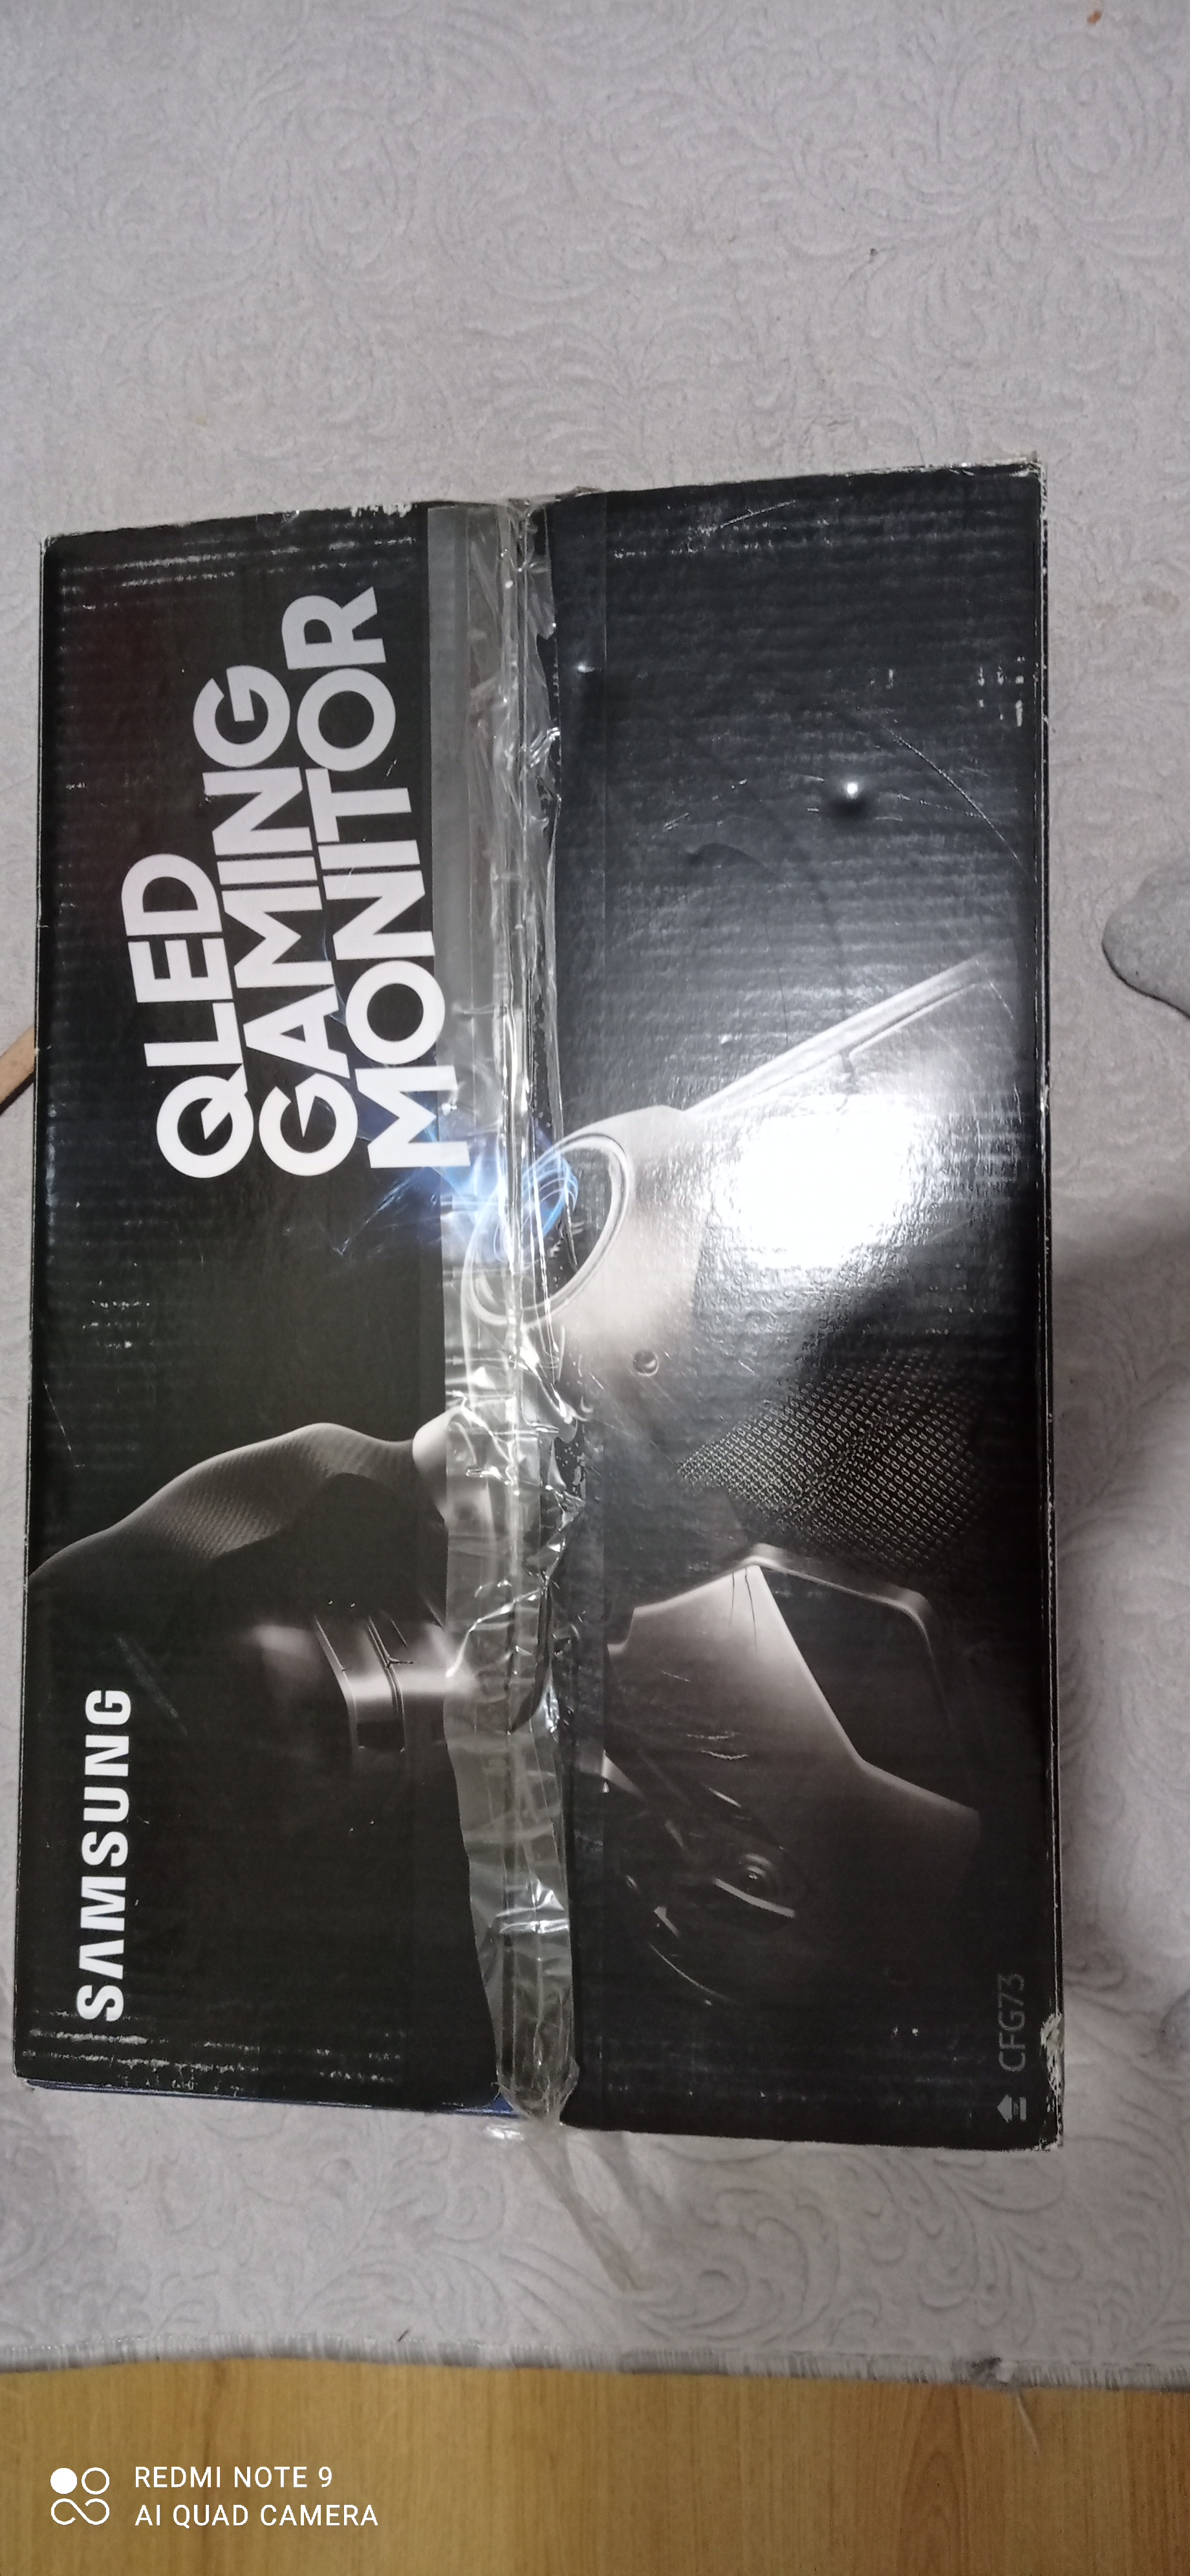 QLED
GAMING
MONITOR
SAMSUNG
CFG73
REDMI NOTE 9
AI QUAD CAMERA